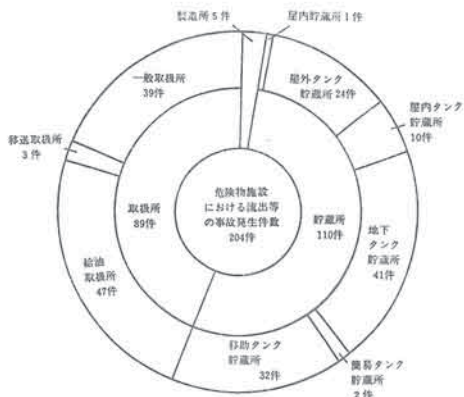 製造所5件
屋内貯蔵所1件
屋外タンク
貯蔵所24件
屋内タンク
貯蔵所
10件
地下
タンク
貯蔵所
41件
簡易タンク
貯蔵所
2件
移動タンク
貯蔵所
32件
給油
取扱所
47件
移送取扱所
3件
一般取扱所
39件
取扱所
89件
貯蔵所
110件
危険物施設
における流出等
の事故発生件数
204件